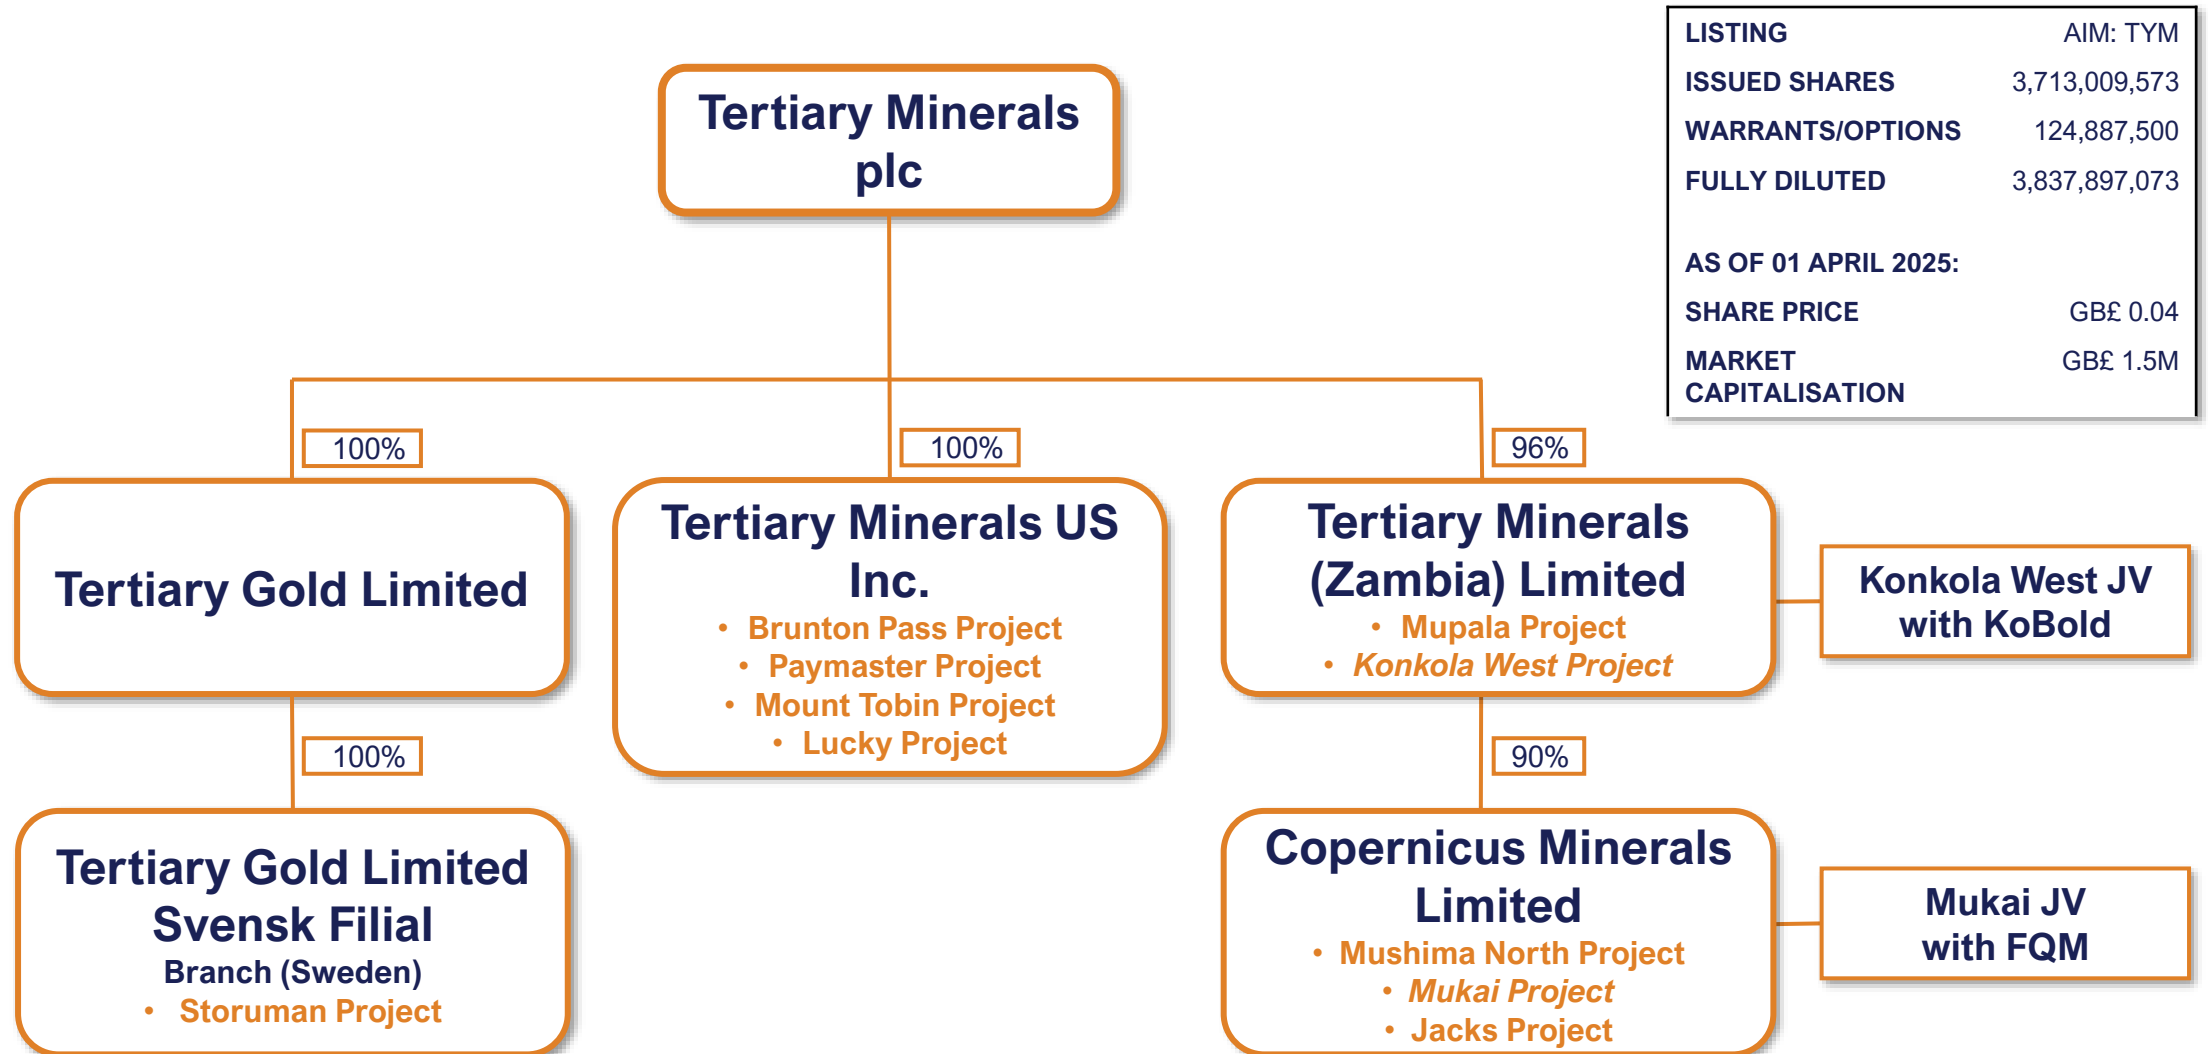 LISTING AIM: TYM
ISSUED SHARES 3,713,009,573
WARRANTS/OPTIONS 124,887,500
FULLY DILUTED 3,837,897,073
AS OF 01 APRIL 2025:
SHARE PRICE GB£ 0.04
MARKET GB£ 1.5M
CAPITALISATION
Tertiary Minerals
plc
100%
100%
96%
Tertiary Gold Limited
Tertiary Minerals US
Inc.
• Brunton Pass Project
• Paymaster Project
• Mount Tobin Project
• Lucky Project
Tertiary Minerals
(Zambia) Limited
• Mupala Project
• Konkola West Project
Konkola West JV
with KoBold
100%
90%
Tertiary Gold Limited
Svensk Filial
Branch (Sweden)
• Storuman Project
Copernicus Minerals
Limited
• Mushima North Project
• Mukai Project
• Jacks Project
Mukai JV
with FQM